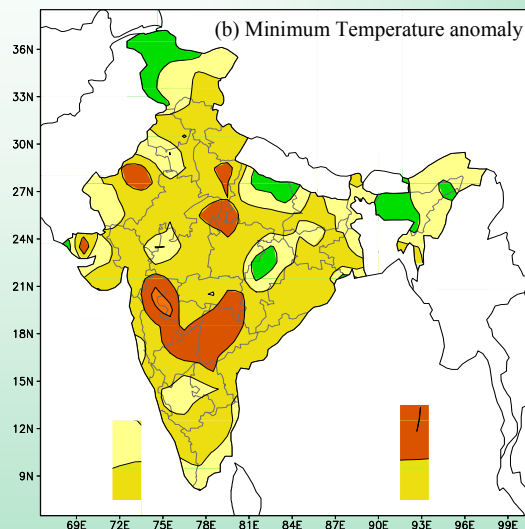 (b) Minimum Temperature anomaly
36N
33N
30N
27N
24N
21N
18N
15N
12N
9N
69E 72E 75E 78E 81E 84E 87E 90E 93E 96E 99E